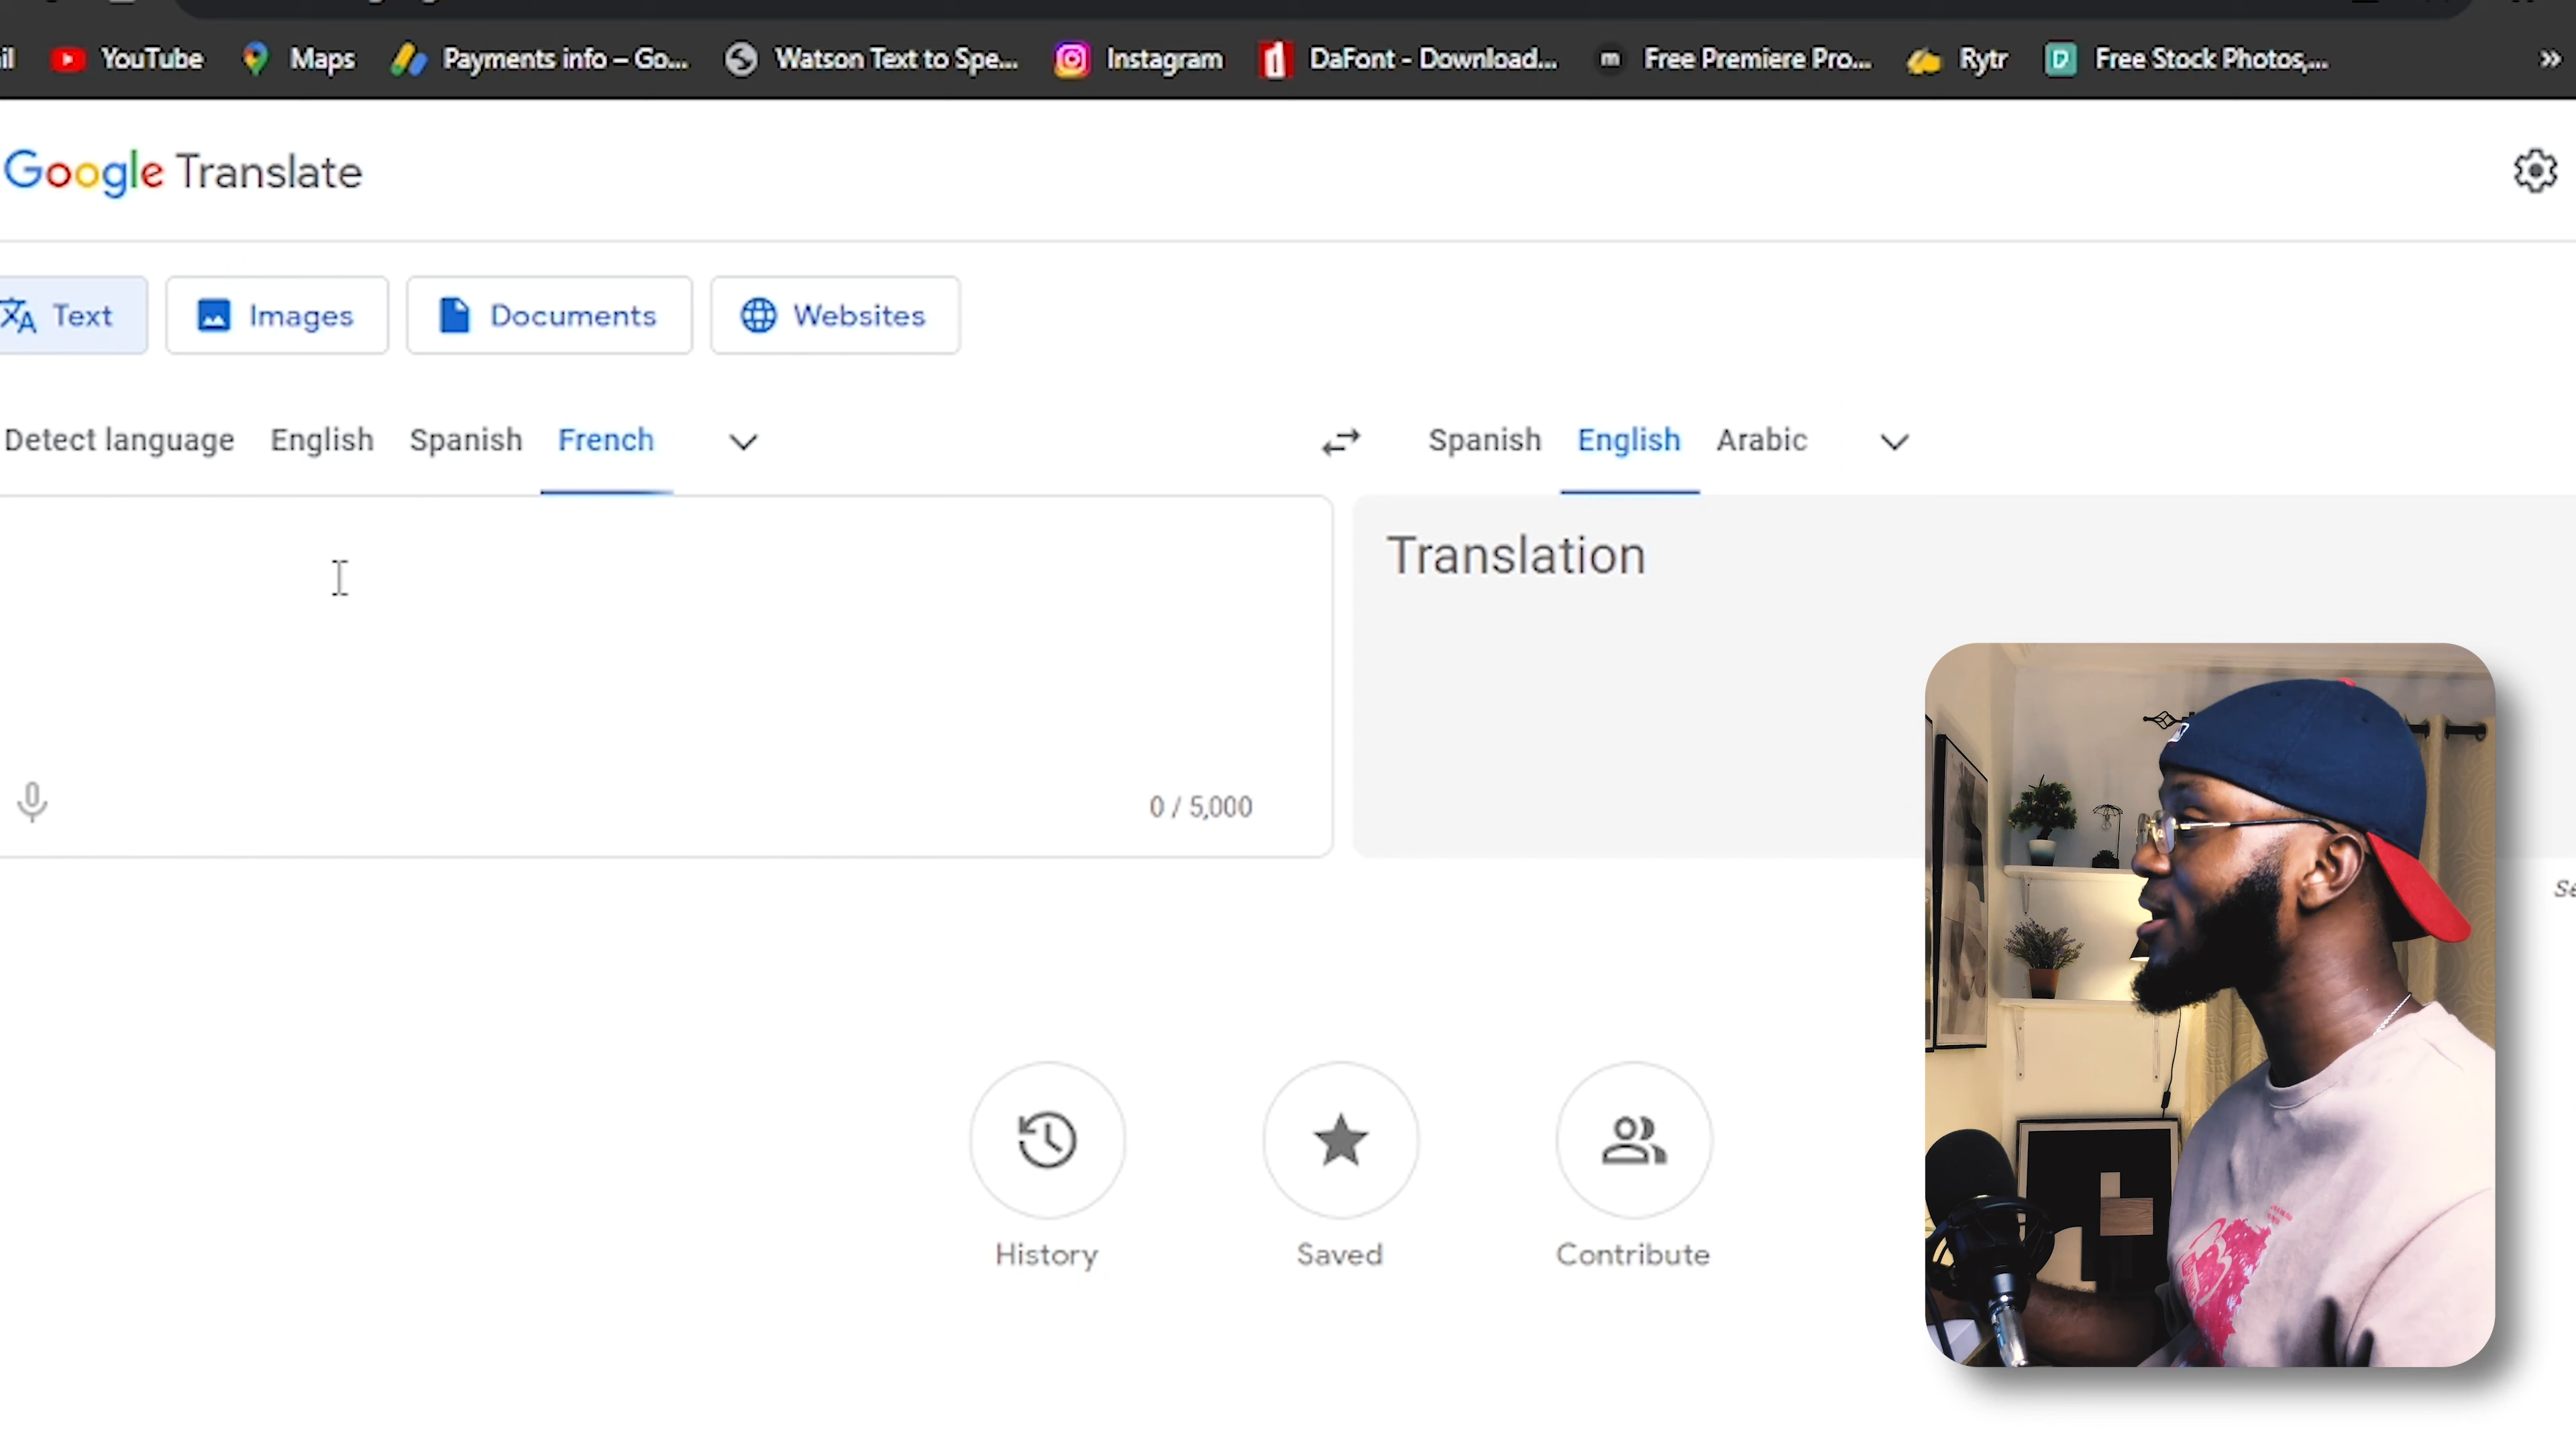 YouTube Maps Payments info – Go... Watson Text to Spe... Instagram DaFont - Download... Free Premiere Pro... Rytr Free Stock Photos,... »
Google Translate
Text Images Documents Websites
Detect language English Spanish French Spanish English Arabic
Translation
0 / 5,000
History Saved Contribute